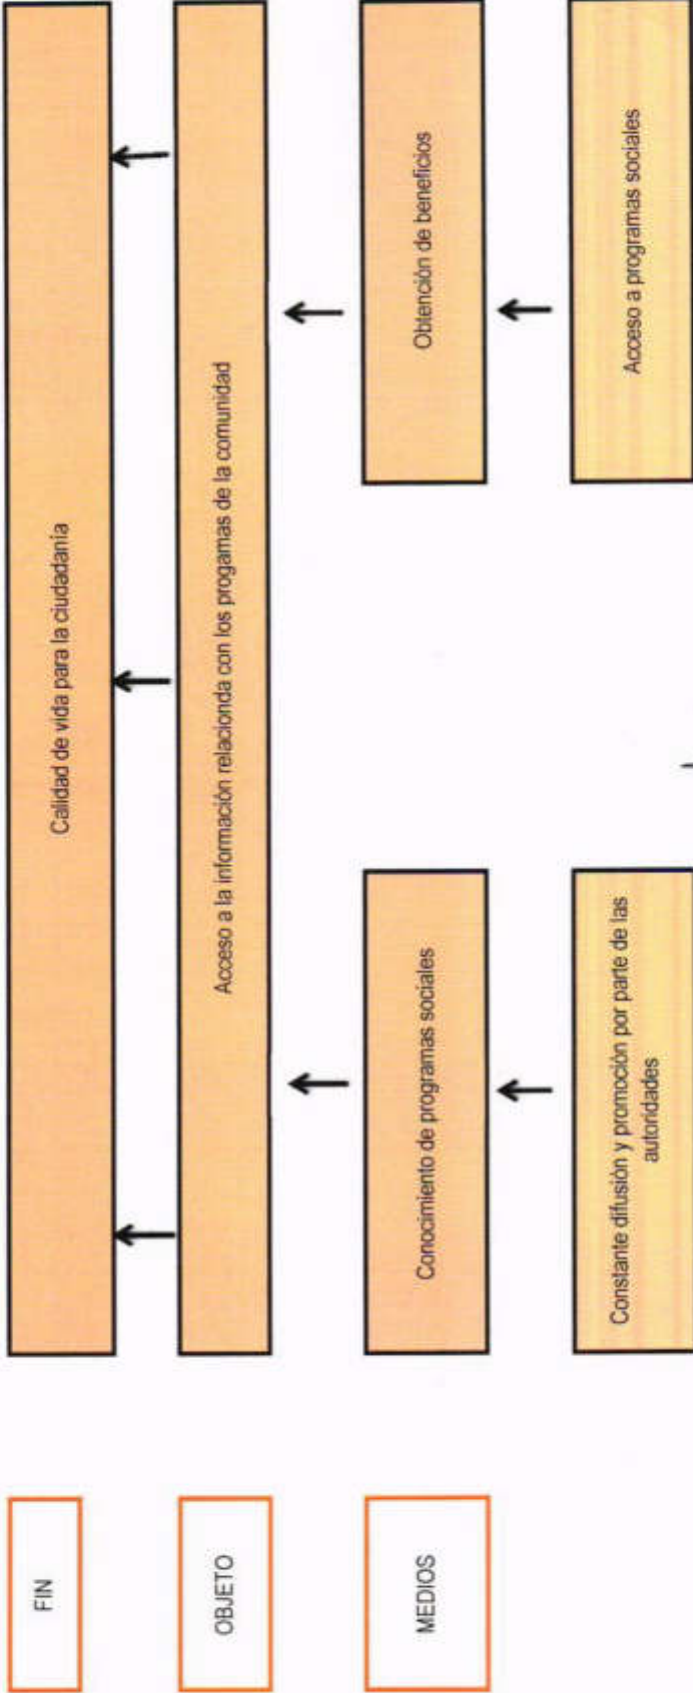 FIN
Calidad de vida para la ciudadanía
OBJETO
Acceso a la información relacionda con los progamas de la comunidad
MEDIOS
Conocimiento de programas sociales
Obtención de beneficios
Constante difusión y promoción por parte de las
autoridades
Acceso a programas sociales